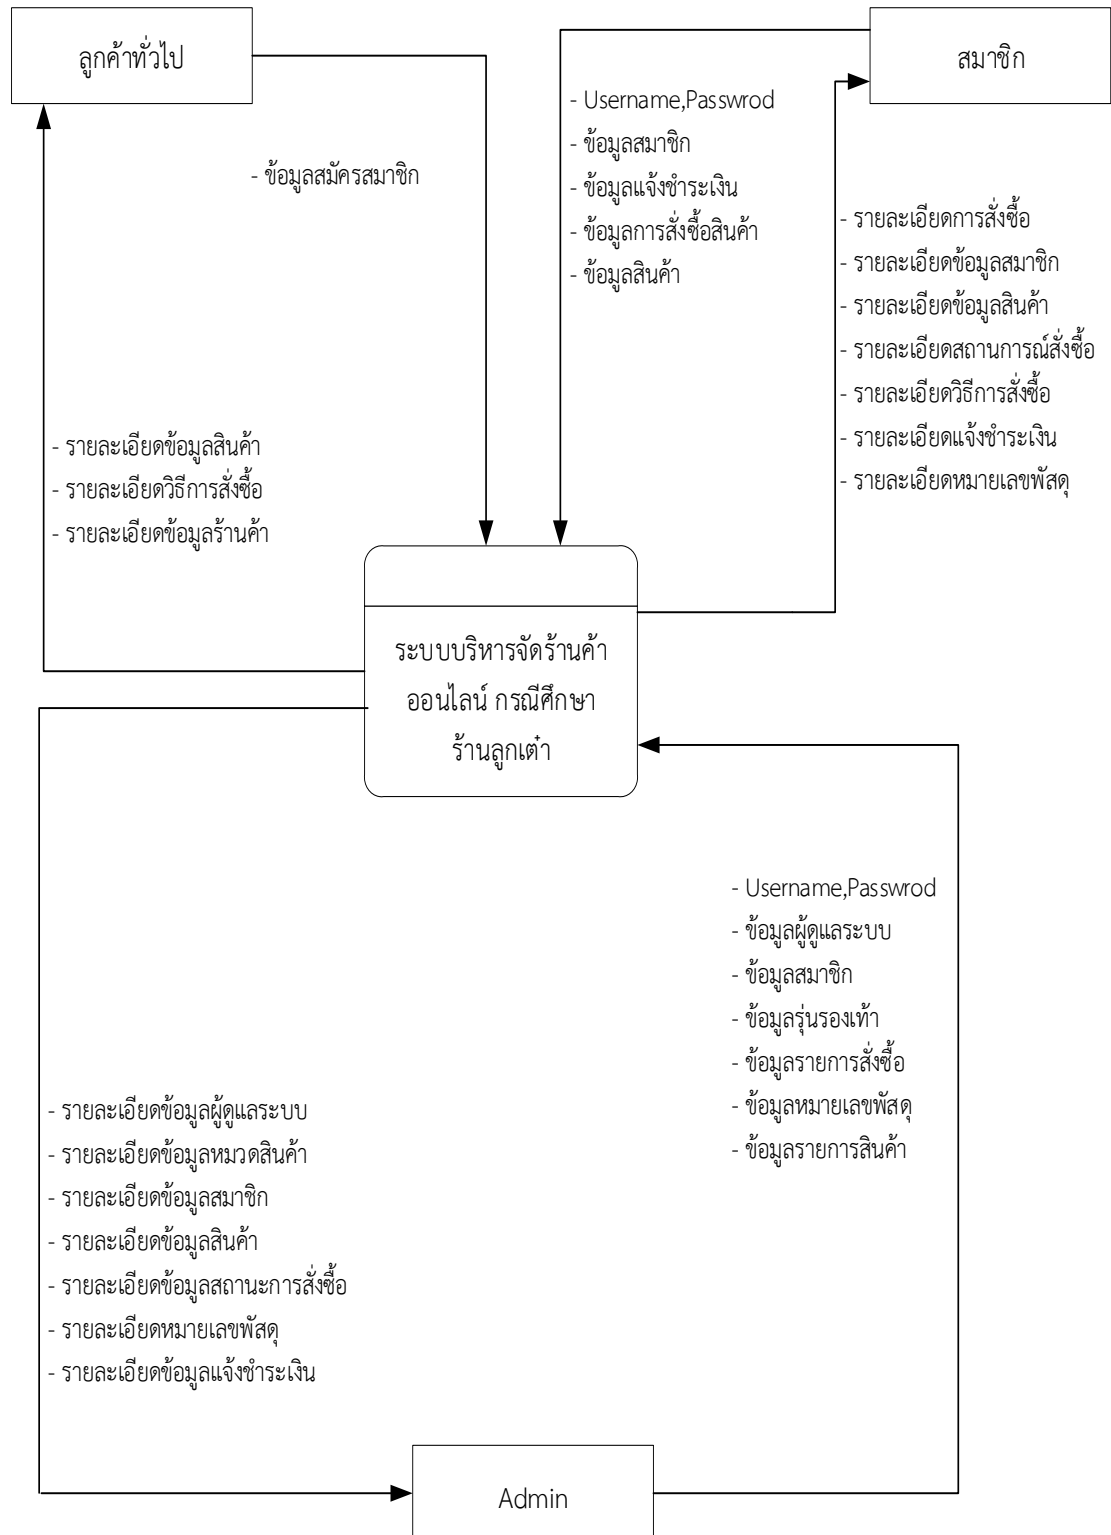 ลูกค้าทั่วไป
สมาชิก
- ข้อมูลสมัครสมาชิก
- Username,Passwrod
- ข้อมูลสมาชิก
- ข้อมูลแจ้งชำระเงิน
- ข้อมูลการสั่งซื้อสินค้า
- ข้อมูลสินค้า
- รายละเอียดการสั่งซื้อ
- รายละเอียดข้อมูลสมาชิก
- รายละเอียดข้อมูลสินค้า
- รายละเอียดสถานการณ์สั่งซื้อ
- รายละเอียดวิธีการสั่งซื้อ
- รายละเอียดแจ้งชำระเงิน
- รายละเอียดหมายเลขพัสดุ
- รายละเอียดข้อมูลสินค้า
- รายละเอียดวิธีการสั่งซื้อ
- รายละเอียดข้อมูลร้านค้า
ระบบบริหารจัดร้านค้า
ออนไลน์ กรณีศึกษา
ร้านลูกเต๋า
- Username,Passwrod
- ข้อมูลผู้ดูแลระบบ
- ข้อมูลสมาชิก
- ข้อมูลรุ่นรองเท้า
- ข้อมูลรายการสั่งซื้อ
- ข้อมูลหมายเลขพัสดุ
- ข้อมูลรายการสินค้า
- รายละเอียดข้อมูลผู้ดูแลระบบ
- รายละเอียดข้อมูลหมวดสินค้า
- รายละเอียดข้อมูลสมาชิก
- รายละเอียดข้อมูลสินค้า
- รายละเอียดข้อมูลสถานะการสั่งซื้อ
- รายละเอียดหมายเลขพัสดุ
- รายละเอียดข้อมูลแจ้งชำระเงิน
Admin